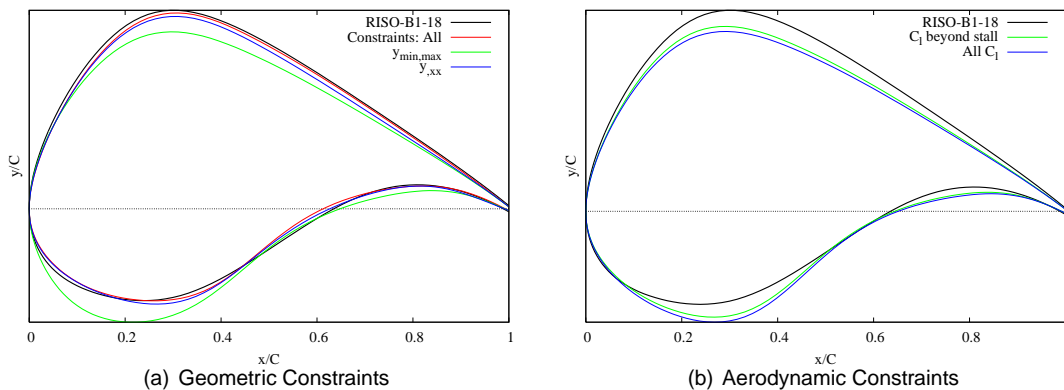 RISO-B1-18
Constraints: All
y_min,max
y_,xx
y/C
0 0.2 0.4 0.6 0.8 1
x/C
(a) Geometric Constraints
RISO-B1-18
C_l beyond stall
All C_l
y/C
0 0.2 0.4 0.6 0.8 1
x/C
(b) Aerodynamic Constraints